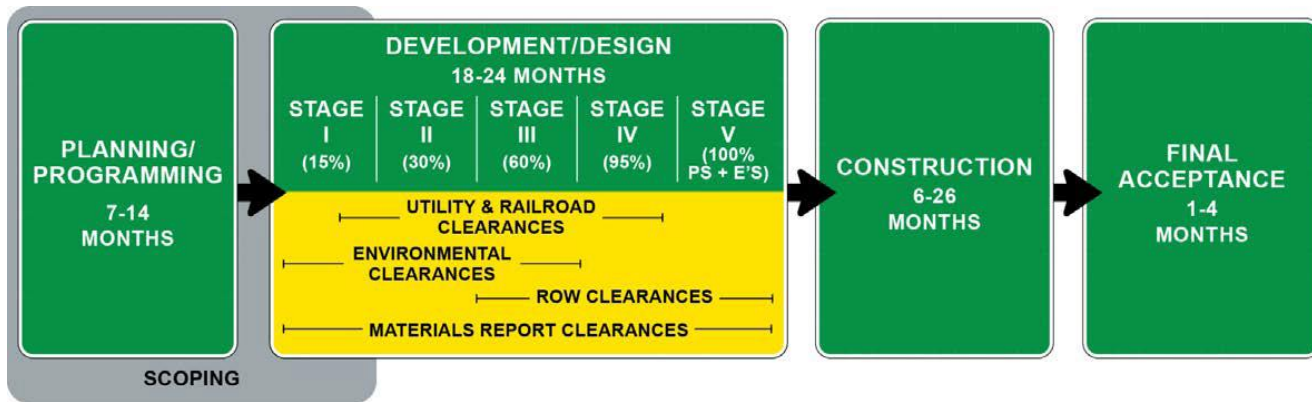 PLANNING/
PROGRAMMING
7-14
MONTHS
SCOPING
DEVELOPMENT/DESIGN
18-24 MONTHS
STAGE
I
(15%)
STAGE
II
(30%)
STAGE
III
(60%)
STAGE
IV
(95%)
STAGE
V
(100%
PS + E'S)
UTILITY & RAILROAD
CLEARANCES
ENVIRONMENTAL
CLEARANCES
ROW CLEARANCES
MATERIALS REPORT CLEARANCES
CONSTRUCTION
6-26
MONTHS
FINAL
ACCEPTANCE
1-4
MONTHS